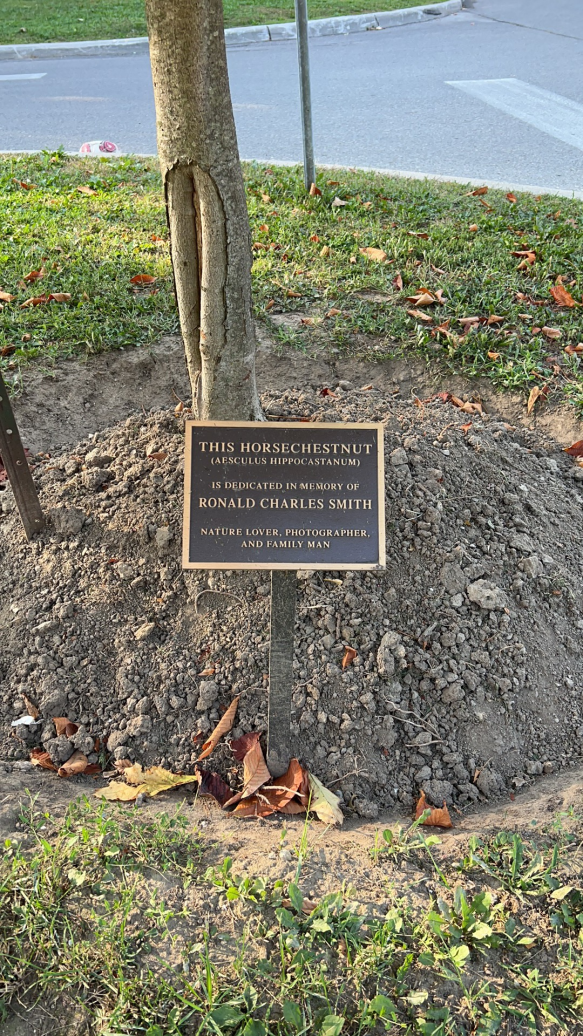 THIS HORSECHESTNUT
(AESCULUS HIPPOCASTANUM)
IS DEDICATED IN MEMORY OF
RONALD CHARLES SMITH
NATURE LOVER, PHOTOGRAPHER,
AND FAMILY MAN